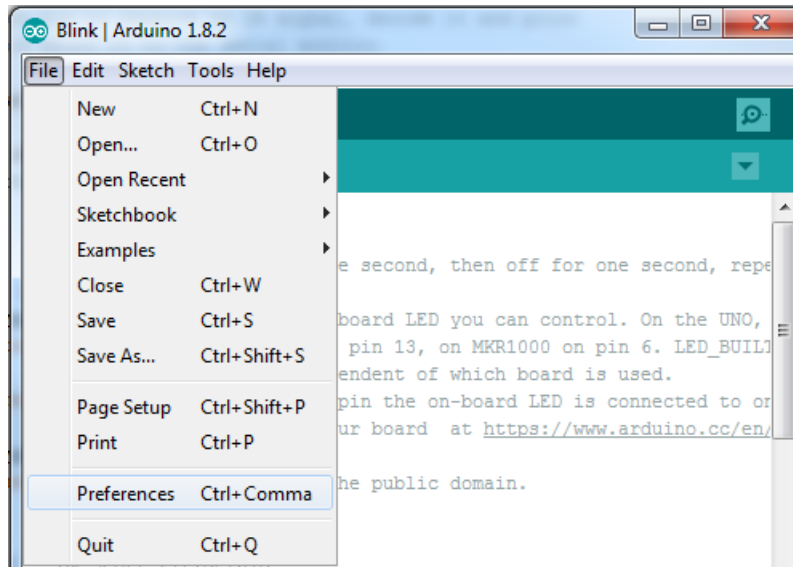 Blink | Arduino 1.8.2
File Edit Sketch Tools Help
New Ctrl+N
Open... Ctrl+O
Open Recent
Sketchbook
Examples
Close Ctrl+W
Save Ctrl+S
Save As... Ctrl+Shift+S
Page Setup Ctrl+Shift+P
Print Ctrl+P
Preferences Ctrl+Comma
Quit Ctrl+Q
e second, then off for one second, repe
board LED you can control. On the UNO,
pin 13, on MKR1000 on pin 6. LED_BUIL
endent of which board is used.
pin the on-board LED is connected to on
ur board at https://www.arduino.cc/en/
he public domain.